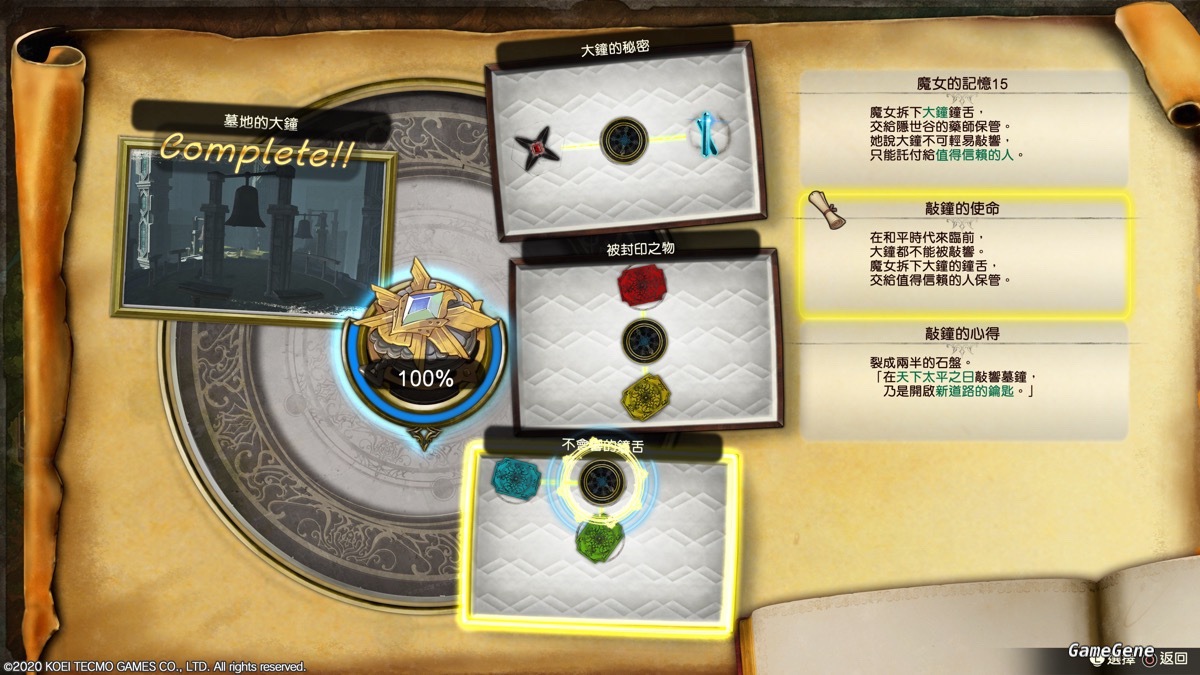 墓地的大鐘
Complete!!
100%
大鐘的秘密
被封印之物
不會響的鐘舌
魔女的記憶15
魔女拆下大鐘鐘舌，
交給隱世谷的藥師保管。
她說大鐘不可輕易敲響，
只能託付給值得信賴的人。
敲鐘的使命
在和平時代來臨前，
大鐘都不能被敲響。
魔女拆下大鐘的鐘舌，
交給值得信賴的人保管。
敲鐘的心得
裂成兩半的石盤。
「在天下太平之日敲響墓鐘，
乃是開啟新道路的鑰匙。」
©2020 KOEI TECMO GAMES CO., LTD. All rights reserved.
GameGene
L選擇 返回